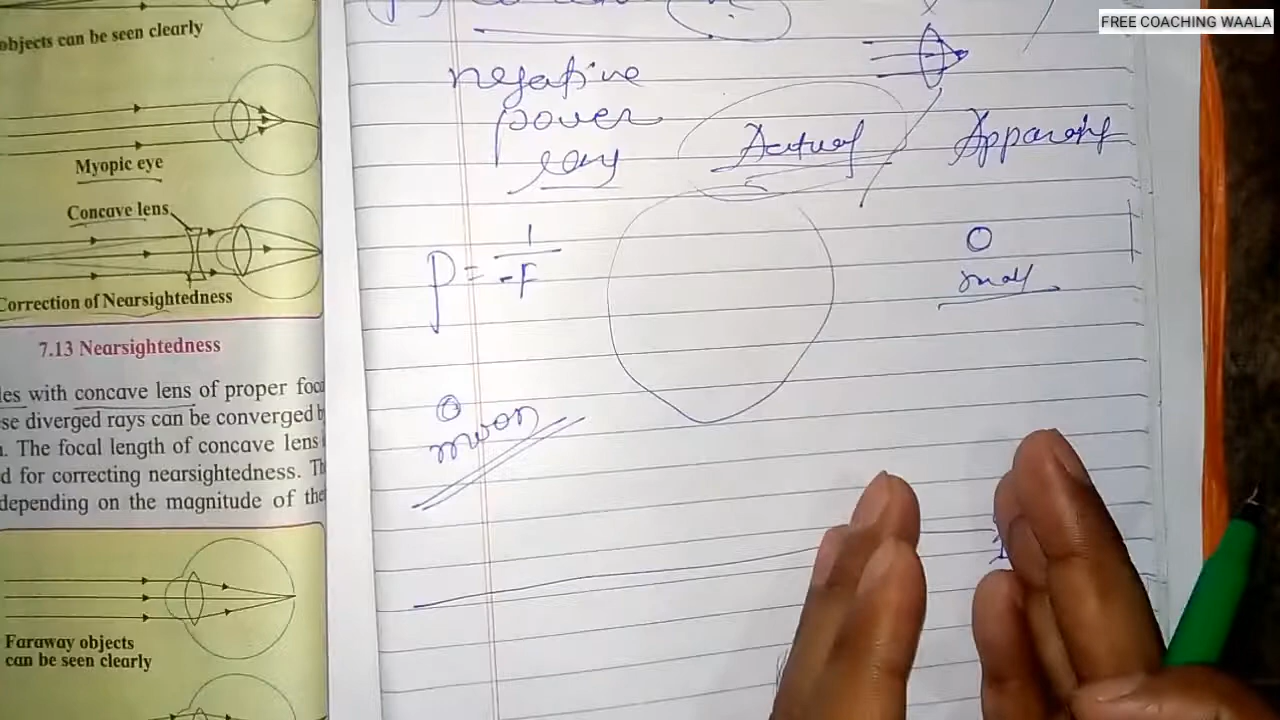 FREE COACHING WAALA
objects can be seen clearly
Myopic eye
Concave lens
Correction of Nearsightedness
7.13 Nearsightedness
les with concave lens of proper foc
se diverged rays can be converged b
. The focal length of concave lens
d for correcting nearsightedness. Th
depending on the magnitude of the
Faraway objects
can be seen clearly
negative
power
Actual
P = 1
-F
small
moon